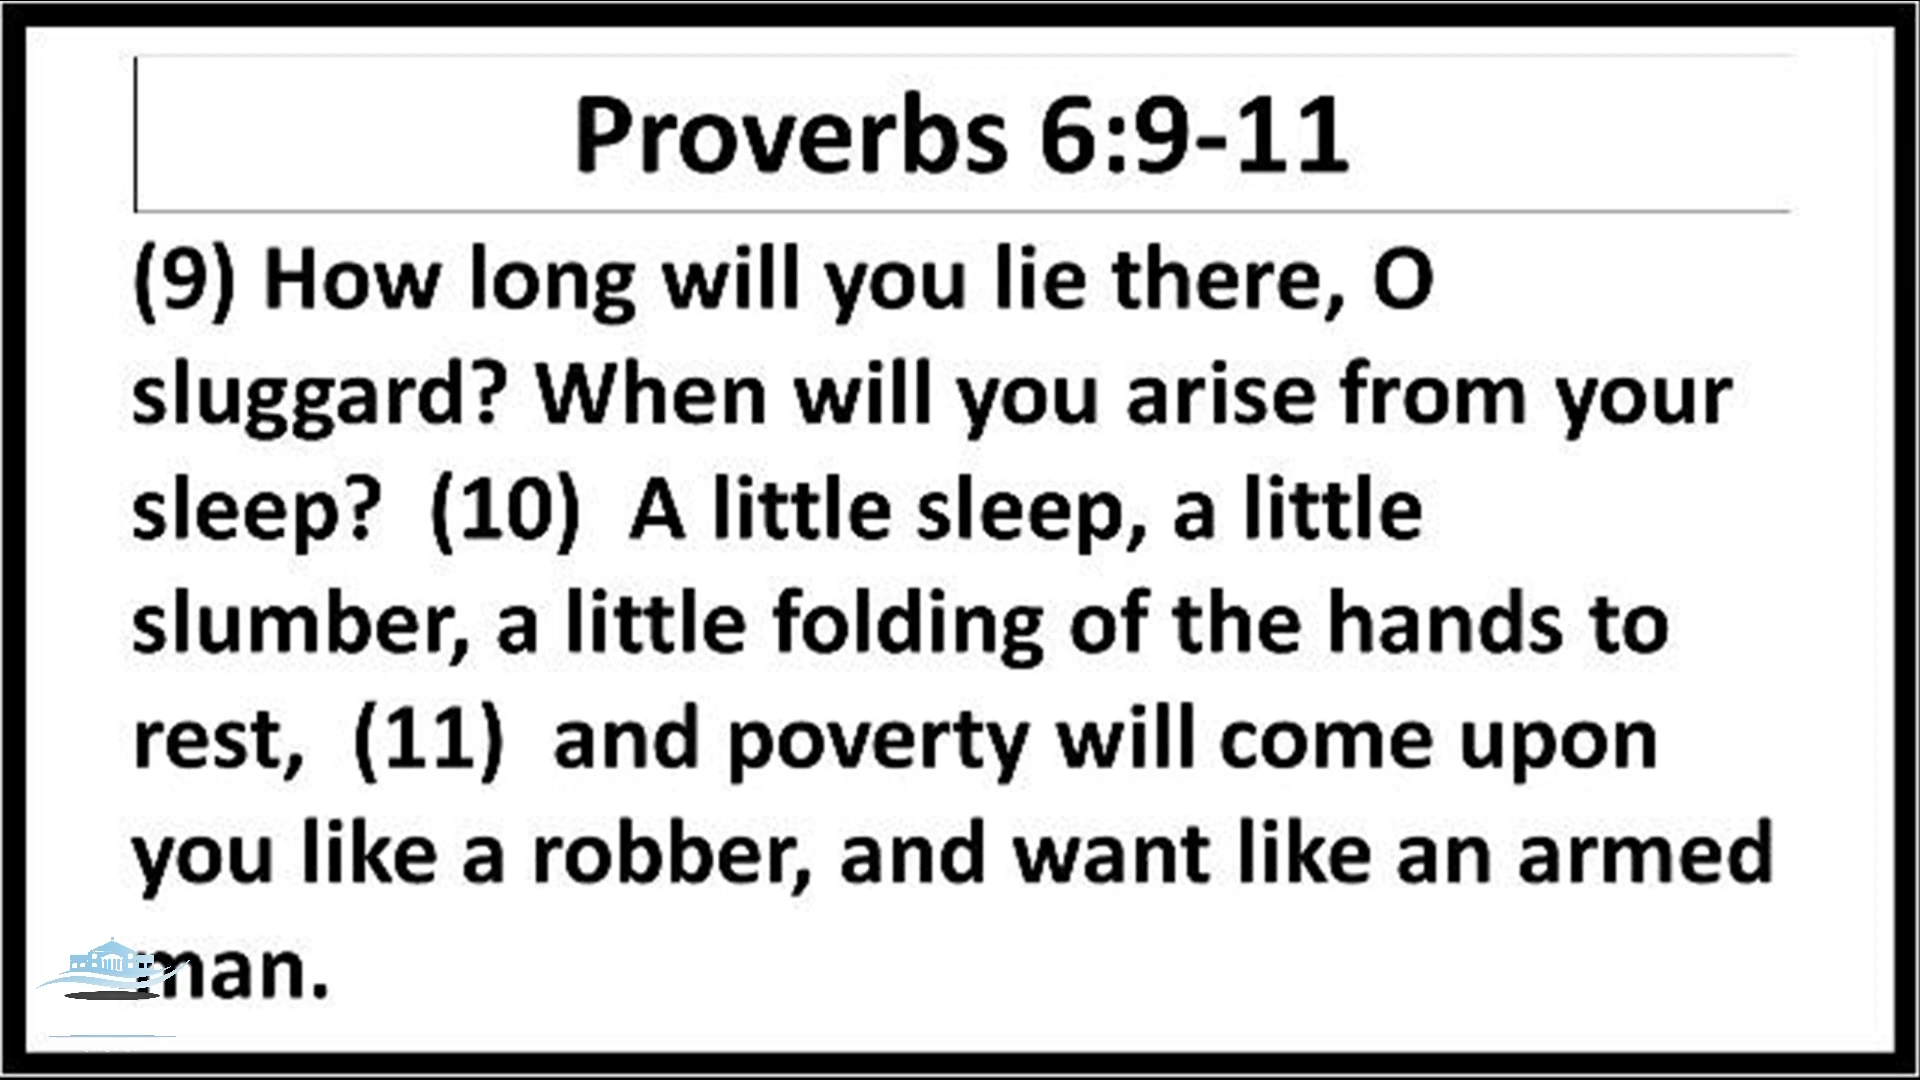 Proverbs 6:9-11
(9) How long will you lie there, O
sluggard? When will you arise from your
sleep?  (10)  A little sleep, a little
slumber, a little folding of the hands to
rest,  (11)  and poverty will come upon
you like a robber, and want like an armed
man.